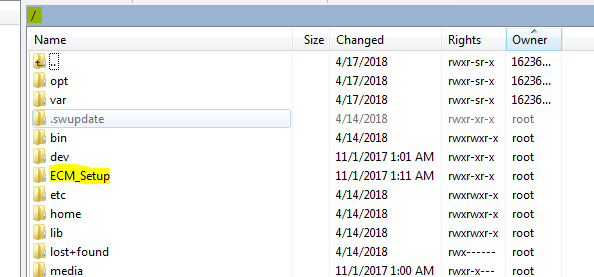 /
Name Size Changed Rights Owner
.. 4/17/2018 rwxr-sr-x 16236...
opt 4/17/2018 rwxr-sr-x 16236...
var 4/17/2018 rwxr-sr-x 16236...
.swupdate 4/14/2018 rwxr-xr-x root
bin 4/14/2018 rwxrwxr-x root
dev 11/1/2017 1:01 AM rwxr-xr-x root
ECM_Setup 11/1/2017 1:11 AM rwxr-xr-x root
etc 4/14/2018 rwxrwxr-x root
home 4/14/2018 rwxrwxr-x root
lib 4/14/2018 rwxrwxr-x root
lost+found 4/14/2018 rwx------ root
media 11/1/2017 1:00 AM rwxr-x--- root